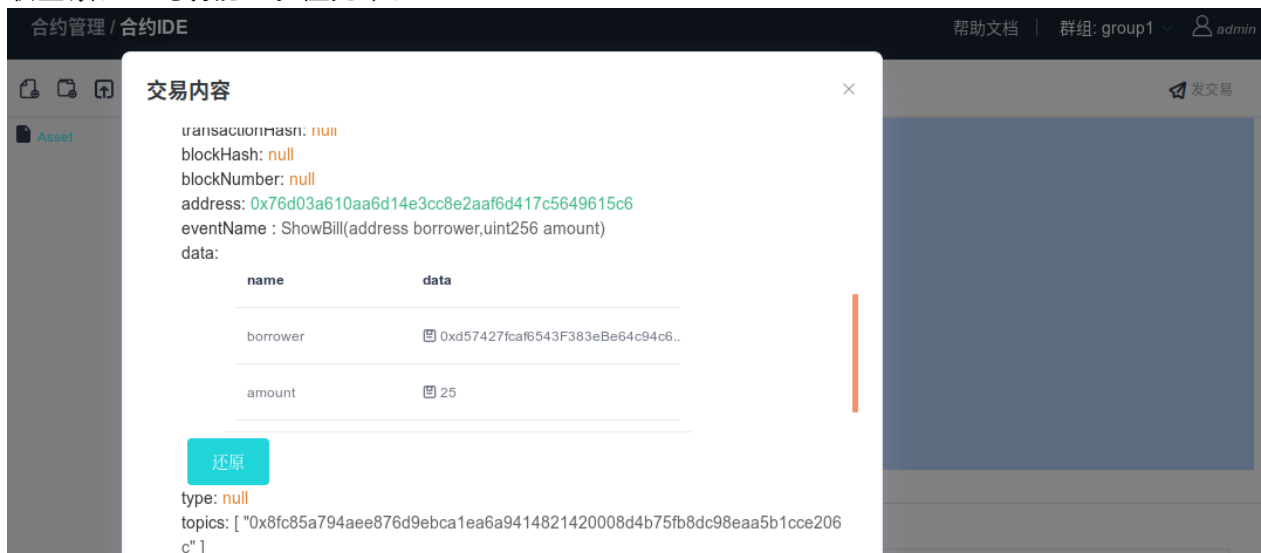 合约管理 / 合约IDE
帮助文档
群组: group1
admin
交易内容
发交易
Asset
transactionHash: null
blockHash: null
blockNumber: null
address: 0x76d03a610aa6d14e3cc8e2aaf6d417c5649615c6
eventName : ShowBill(address borrower,uint256 amount)
data:
name data
borrower 0xd57427fcaf6543F383eBe64c94c6..
amount 25
还原
type: null
topics: [ "0x8fc85a794aee876d9ebca1ea6a9414821420008d4b75fb8dc98eaa5b1cce206
c" ]